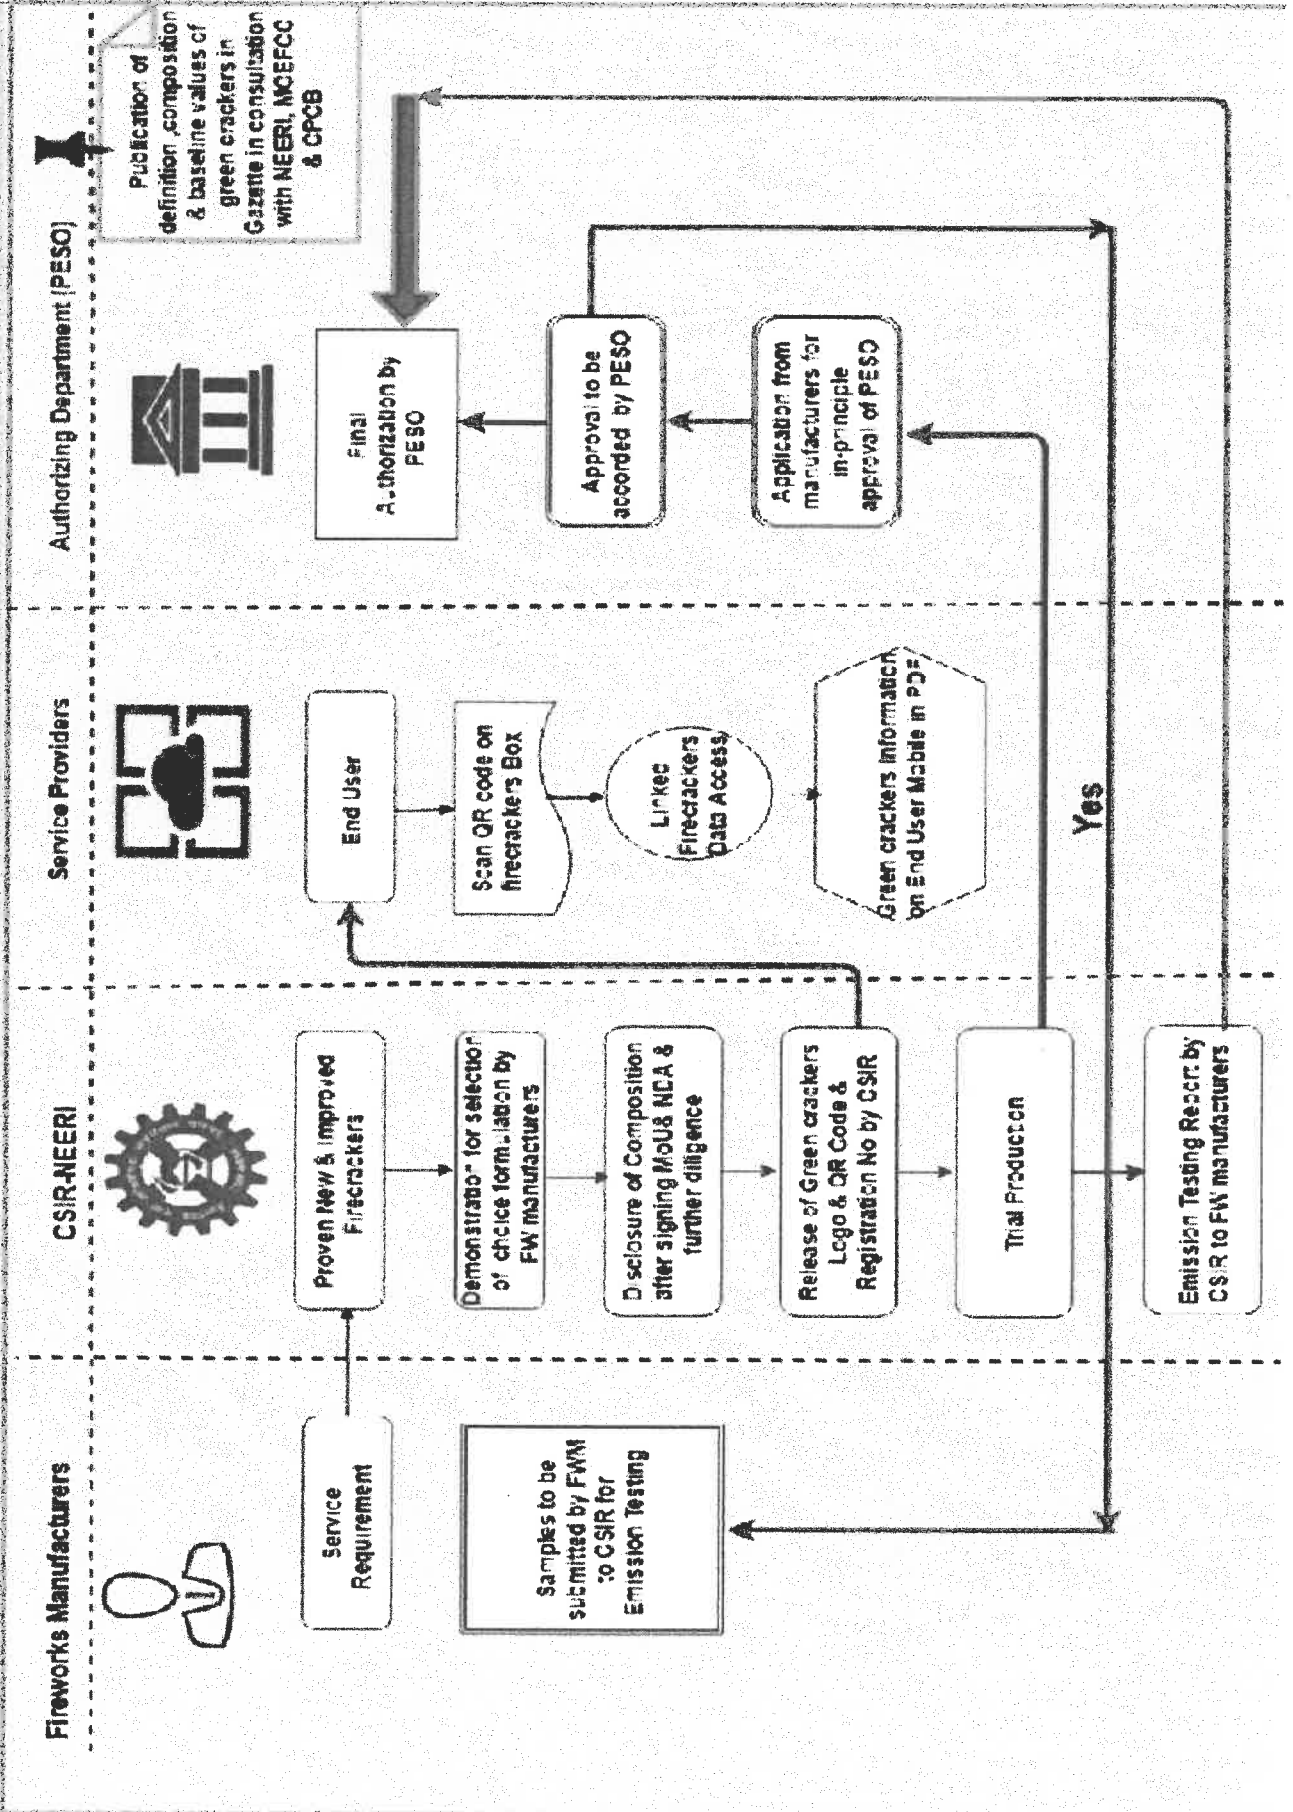 Fireworks Manufacturers
CSIR-NEERI
Service Providers
Authorizing Department (PESO)
Service
Requirement
Samples to be
submitted by FWM
to CSIR for
Emission Testing
Proven New & Improved
Firecrackers
Demonstration for selection
of choice formulation by
FW manufacturers
Disclosure of Composition
after signing MoU& NDA &
further diligence
Release of Green crackers
Logo & QR Code &
Registration No by CSIR
Trial Production
Emission Testing Report by
CSIR to FW manufacturers
End User
Scan QR code on
firecrackers Box
Linked
Firecrackers
Data Access
Green crackers Information
on End User Mobile in PDF
Yes
Publication of
definition ,composition
& baseline values of
green crackers in
Gazette in consultation
with NEERI, MOEFCC
& CPCB
Final
Authorization by
PESO
Approval to be
accorded by PESO
Application from
manufacturers for
in-principle
approval of PESO